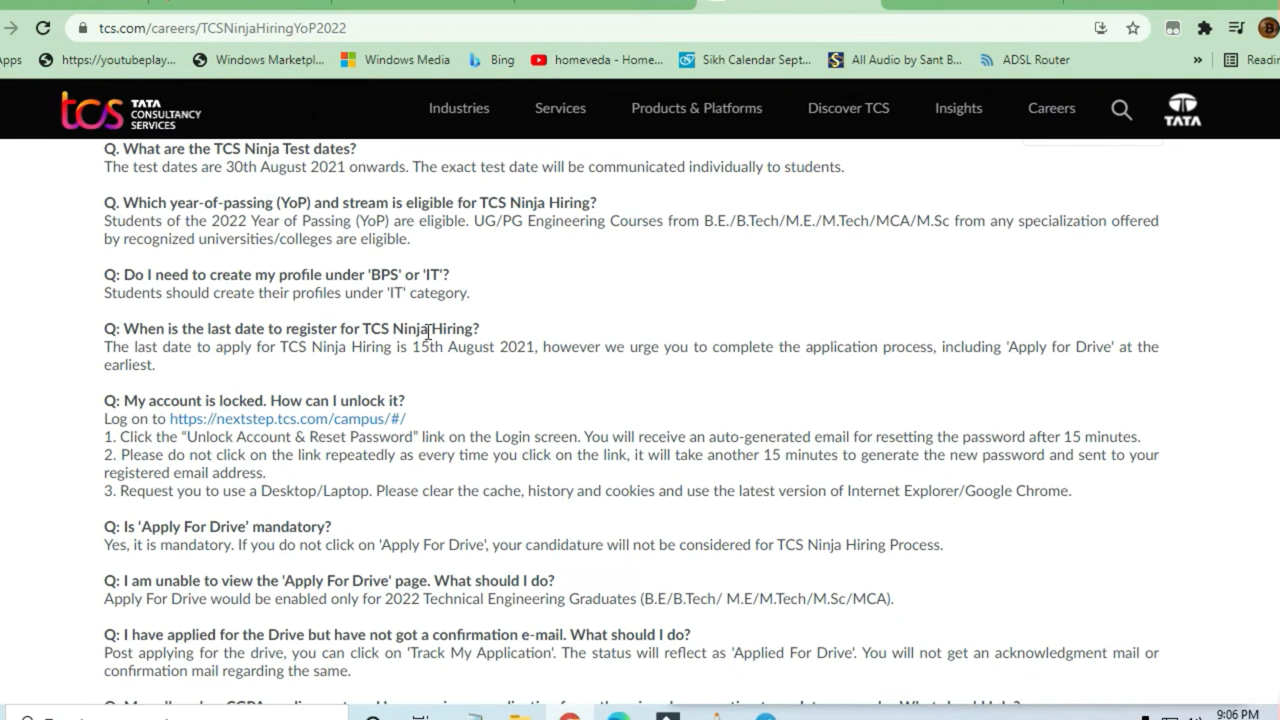 tcs.com/careers/TCSNinjaHiringYoP2022
https://youtubeplay...
Windows Marketpl...
Windows Media
Bing
homeveda - Home...
Sikh Calendar Sept...
All Audio by Sant B...
ADSL Router
»
tcs TATA CONSULTANCY SERVICES
Industries
Services
Products & Platforms
Discover TCS
Insights
Careers
TATA
Q. What are the TCS Ninja Test dates?
The test dates are 30th August 2021 onwards. The exact test date will be communicated individually to students.
Q. Which year-of-passing (YoP) and stream is eligible for TCS Ninja Hiring?
Students of the 2022 Year of Passing (YoP) are eligible. UG/PG Engineering Courses from B.E./B.Tech/M.E./M.Tech/MCA/M.Sc from any specialization offered
by recognized universities/colleges are eligible.
Q: Do I need to create my profile under 'BPS' or 'IT'?
Students should create their profiles under 'IT' category.
Q: When is the last date to register for TCS Ninja Hiring?
The last date to apply for TCS Ninja Hiring is 15th August 2021, however we urge you to complete the application process, including 'Apply for Drive' at the
earliest.
Q: My account is locked. How can I unlock it?
Log on to https://nextstep.tcs.com/campus/#/
1. Click the “Unlock Account & Reset Password” link on the Login screen. You will receive an auto-generated email for resetting the password after 15 minutes.
2. Please do not click on the link repeatedly as every time you click on the link, it will take another 15 minutes to generate the new password and sent to your
registered email address.
3. Request you to use a Desktop/Laptop. Please clear the cache, history and cookies and use the latest version of Internet Explorer/Google Chrome.
Q: Is ‘Apply For Drive’ mandatory?
Yes, it is mandatory. If you do not click on 'Apply For Drive', your candidature will not be considered for TCS Ninja Hiring Process.
Q: I am unable to view the 'Apply For Drive' page. What should I do?
Apply For Drive would be enabled only for 2022 Technical Engineering Graduates (B.E/B.Tech/ M.E/M.Tech/M.Sc/MCA).
Q: I have applied for the Drive but have not got a confirmation e-mail. What should I do?
Post applying for the drive, you can click on 'Track My Application'. The status will reflect as 'Applied For Drive'. You will not get an acknowledgment mail or
confirmation mail regarding the same.
9:06 PM